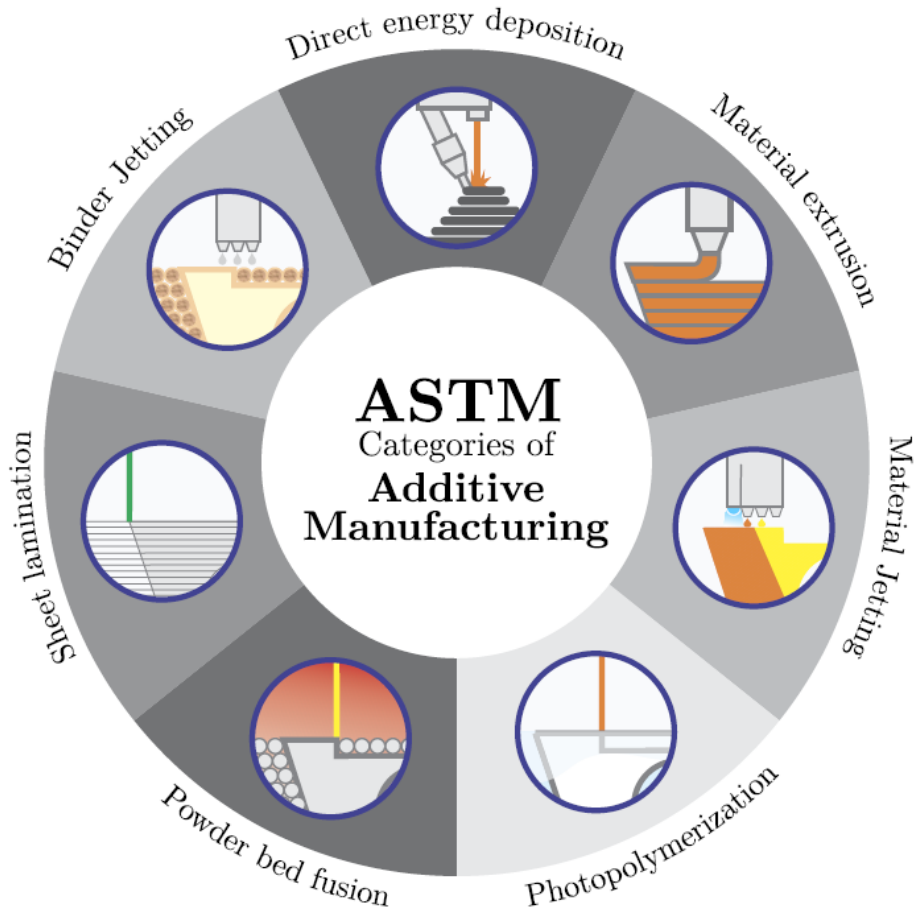 Direct energy deposition
Material extrusion
Material Jetting
Photopolymerization
Powder bed fusion
Sheet lamination
Binder Jetting
ASTM
Categories of
Additive
Manufacturing